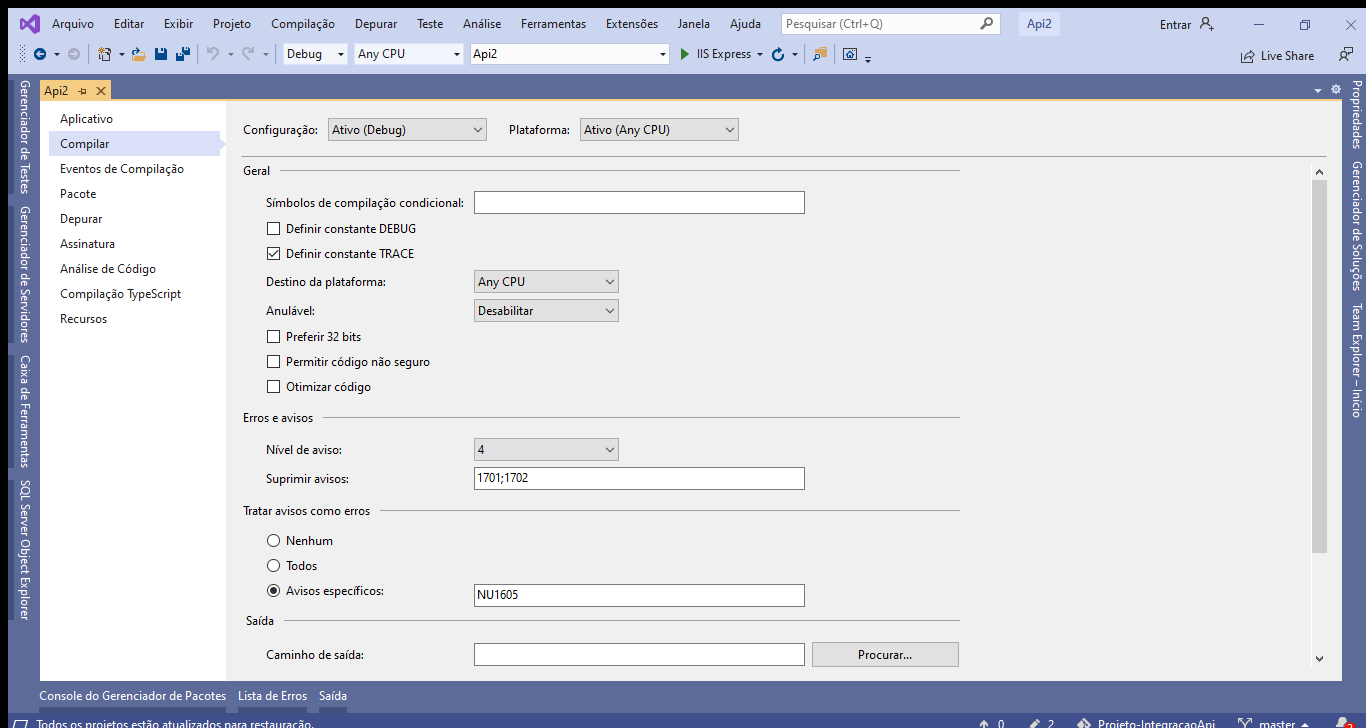 Arquivo Editar Exibir Projeto Compilação Depurar Teste Análise Ferramentas Extensões Janela Ajuda Pesquisar (Ctrl+Q) Api2 Entrar
Debug Any CPU Api2 IIS Express Live Share
Gerenciador de Testes
Gerenciador de Servidores
Caixa de Ferramentas
SQL Server Object Explorer
Api2
Aplicativo
Compilar
Eventos de Compilação
Pacote
Depurar
Assinatura
Análise de Código
Compilação TypeScript
Recursos
Configuração: Ativo (Debug) Plataforma: Ativo (Any CPU)
Geral
Símbolos de compilação condicional:
Definir constante DEBUG
Definir constante TRACE
Destino da plataforma: Any CPU
Anulável: Desabilitar
Preferir 32 bits
Permitir código não seguro
Otimizar código
Erros e avisos
Nível de aviso: 4
Suprimir avisos: 1701;1702
Tratar avisos como erros
Nenhum
Todos
Avisos específicos: NU1605
Saída
Caminho de saída: Procurar...
Propriedades
Gerenciador de Soluções
Team Explorer – Início
Console do Gerenciador de Pacotes Lista de Erros Saída
Todos os projetos estão atualizados para restauração. 0 2 Projeto-IntegracaoApi master 2